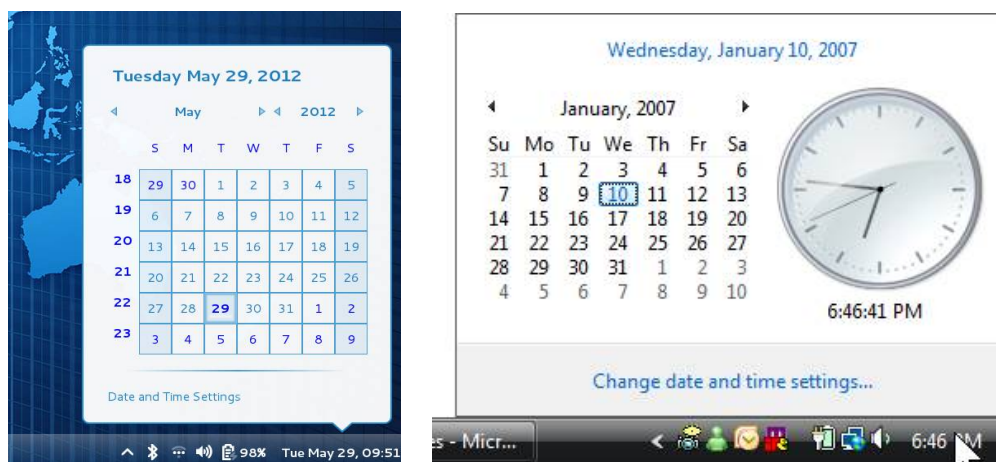 Tuesday May 29, 2012
May 2012
S M T W T F S
18 29 30 1 2 3 4 5
19 6 7 8 9 10 11 12
20 13 14 15 16 17 18 19
21 20 21 22 23 24 25 26
22 27 28 29 30 31 1 2
23 3 4 5 6 7 8 9
Date and Time Settings
98% Tue May 29, 09:51
Wednesday, January 10, 2007
January, 2007
Su Mo Tu We Th Fr Sa
31 1 2 3 4 5 6
7 8 9 10 11 12 13
14 15 16 17 18 19 20
21 22 23 24 25 26 27
28 29 30 31 1 2 3
4 5 6 7 8 9 10
6:46:41 PM
Change date and time settings...
es - Micr...
6:46 PM